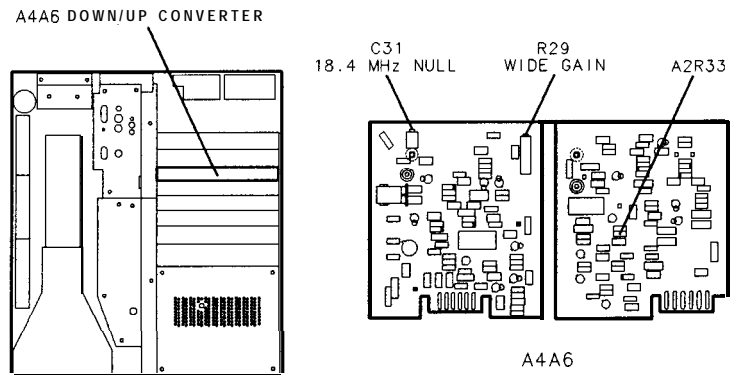 A4A6 DOWN/UP CONVERTER
C31
18.4 MHz NULL
R29
WIDE GAIN
A2R33
A4A6